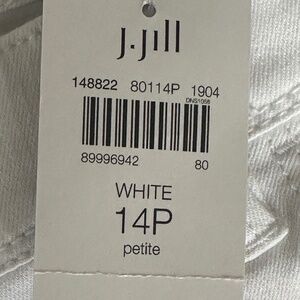 J.Jill
148822 80114P 1904
DNS1058
89996942 80
WHITE
14P
petite